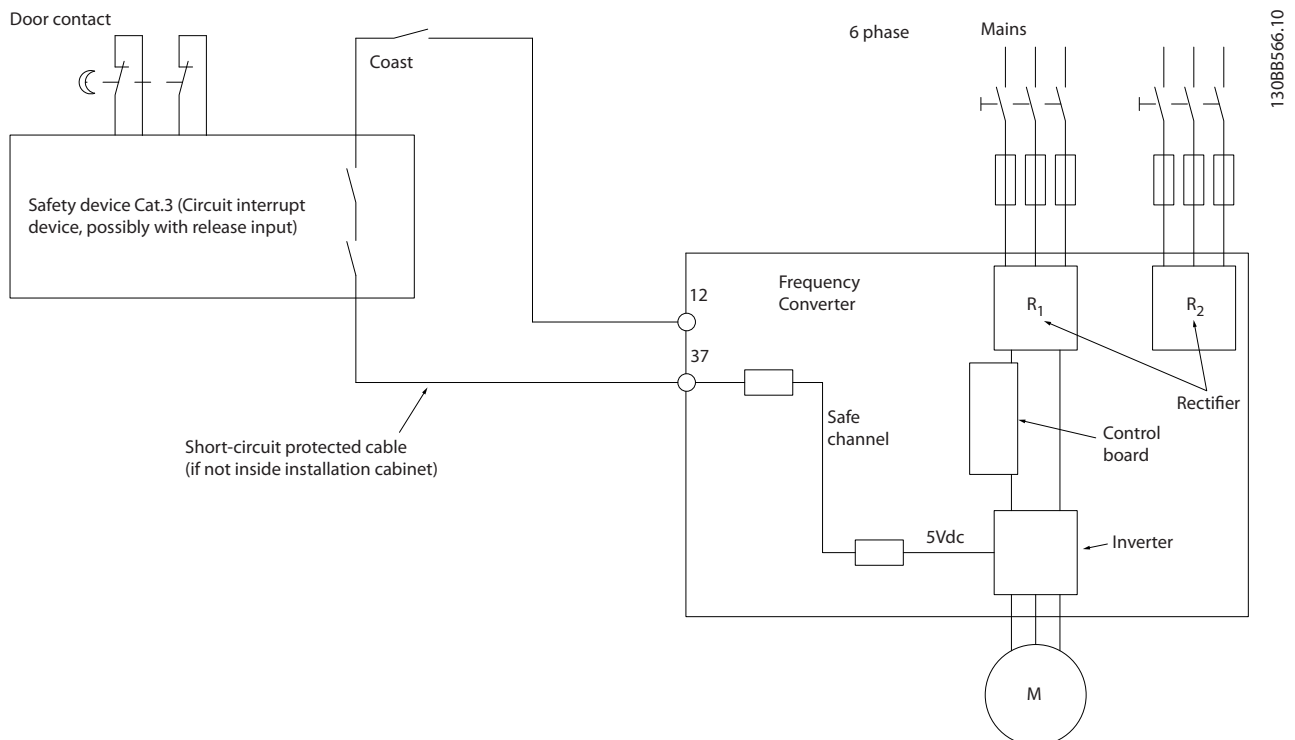 Door contact
Coast
6 phase
Mains
130BB566.10
Safety device Cat.3 (Circuit interrupt
device, possibly with release input)
12
Frequency
Converter
R1
R2
37
Safe
channel
Rectifier
Control
board
Short-circuit protected cable
(if not inside installation cabinet)
5Vdc
Inverter
M